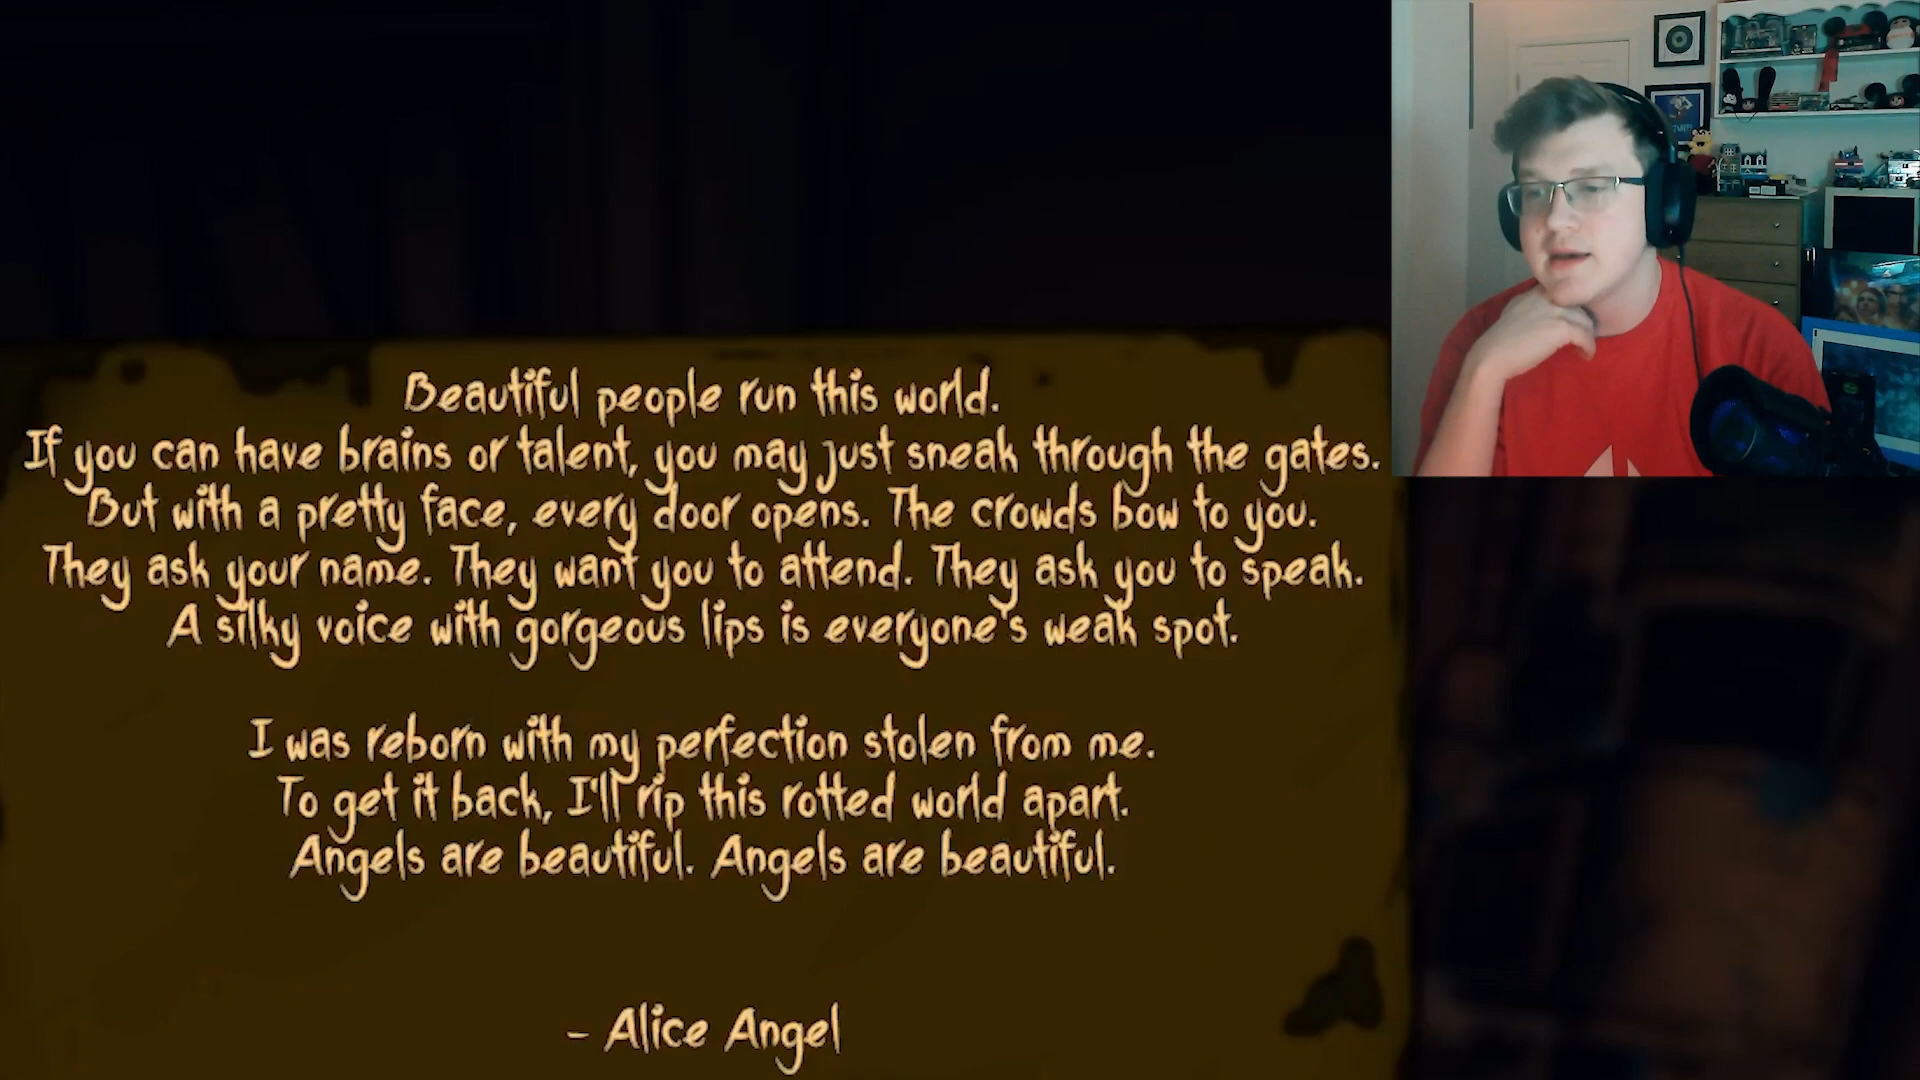 Beautiful people run this world.
If you can have brains or talent, you may just sneak through the gates.
But with a pretty face, every door opens. The crowds bow to you.
They ask your name. They want you to attend. They ask you to speak.
A silky voice with gorgeous lips is everyone's weak spot.
I was reborn with my perfection stolen from me.
To get it back, I'll rip this rotted world apart.
Angels are beautiful. Angels are beautiful.
- Alice Angel